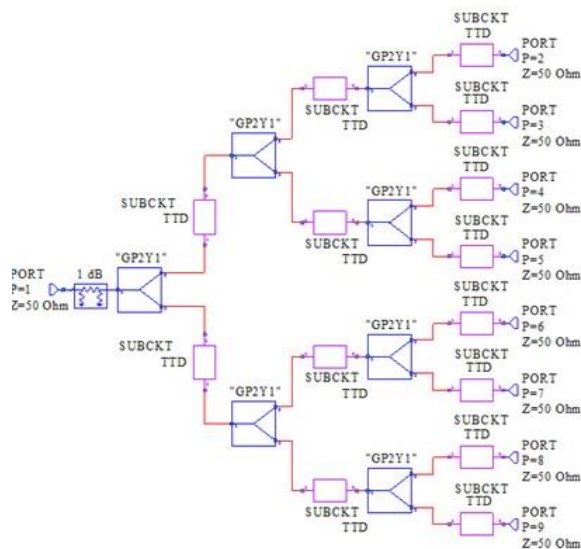 SUBCKT
TTD
PORT
P=2
Z=50 Ohm
"GP2Y1"
SUBCKT
TTD
SUBCKT
TTD
PORT
P=3
Z=50 Ohm
"GP2Y1"
SUBCKT
TTD
PORT
P=4
Z=50 Ohm
"GP2Y1"
SUBCKT
TTD
SUBCKT
TTD
SUBCKT
TTD
PORT
P=5
Z=50 Ohm
PORT
P=1
Z=50 Ohm
1 dB
"GP2Y1"
SUBCKT
TTD
SUBCKT
TTD
PORT
P=6
Z=50 Ohm
"GP2Y1"
SUBCKT
TTD
SUBCKT
TTD
PORT
P=7
Z=50 Ohm
"GP2Y1"
SUBCKT
TTD
PORT
P=8
Z=50 Ohm
"GP2Y1"
SUBCKT
TTD
SUBCKT
TTD
PORT
P=9
Z=50 Ohm